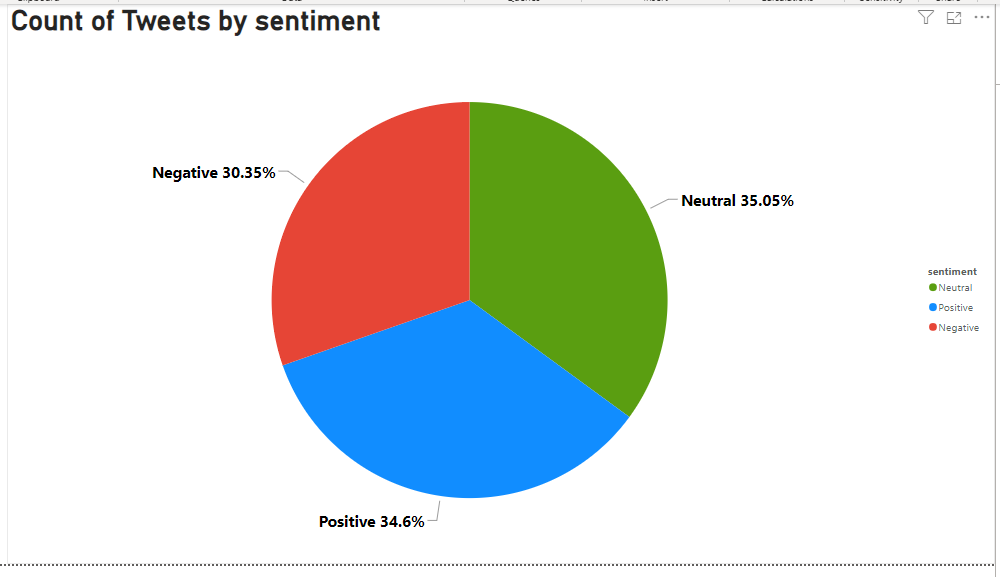 Count of Tweets by sentiment
Negative 30.35%
Neutral 35.05%
sentiment
Neutral
Positive
Negative
Positive 34.6%